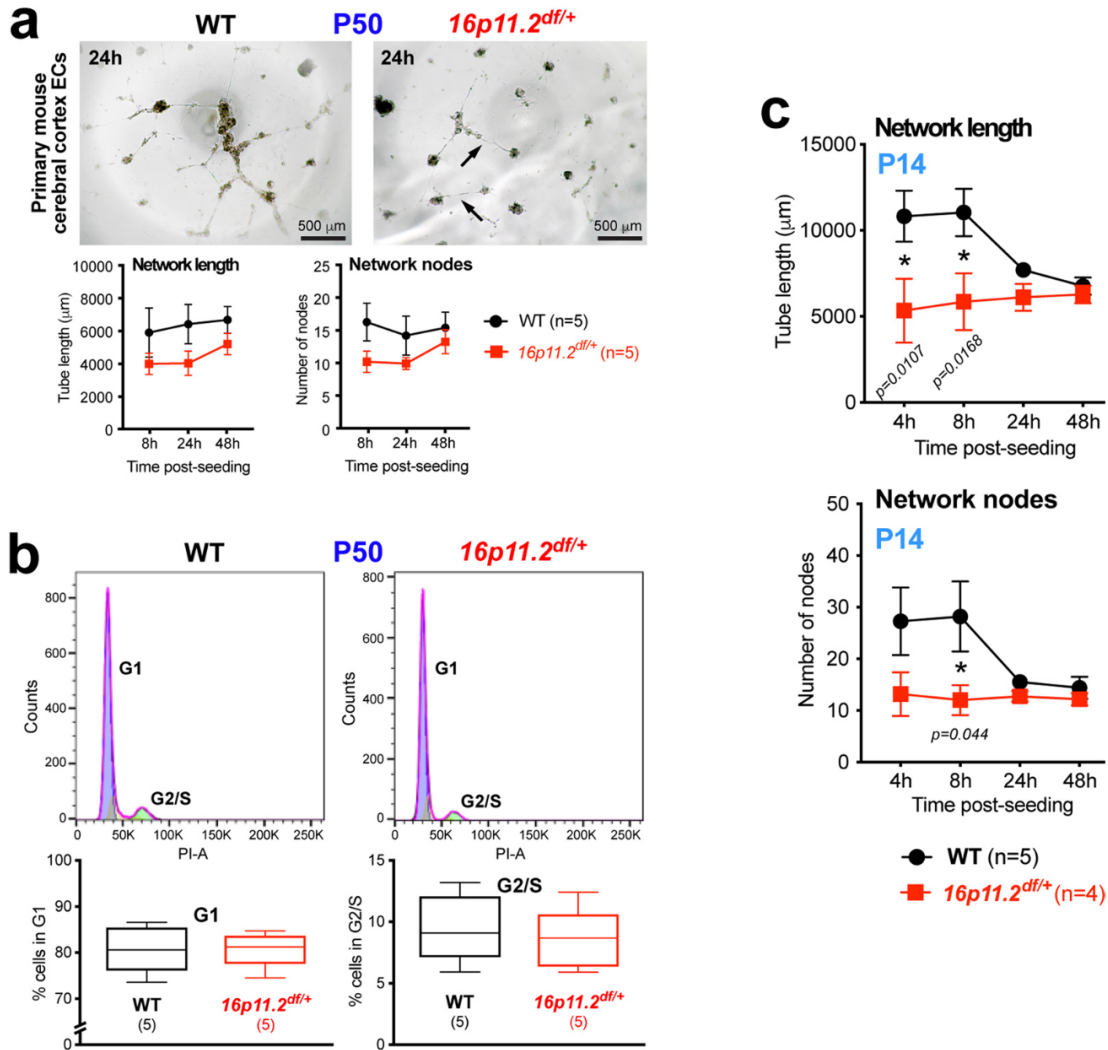 a
WT P50 16p11.2df/+
Primary mouse
cerebral cortex ECs
24h
500 μm
24h
500 μm
Network length
Tube length (μm)
10000
8000
6000
4000
2000
0
8h 24h 48h
Time post-seeding
Network nodes
Number of nodes
25
20
15
10
5
0
8h 24h 48h
Time post-seeding
WT (n=5)
16p11.2df/+ (n=5)
b
WT P50 16p11.2df/+
Counts
800
600
400
200
0
G1
G2/S
0 50K 100K 150K 200K 250K
PI-A
Counts
800
600
400
200
0
G1
G2/S
0 50K 100K 150K 200K 250K
PI-A
% cells in G1
100
90
80
70
0
G1
WT
(5)
16p11.2df/+
(5)
% cells in G2/S
15
10
5
0
G2/S
WT
(5)
16p11.2df/+
(5)
c
Network length
P14
Tube length (μm)
15000
10000
5000
0
* *
p=0.0107
p=0.0168
4h 8h 24h 48h
Time post-seeding
Network nodes
P14
Number of nodes
50
40
30
20
10
0
*
p=0.044
4h 8h 24h 48h
Time post-seeding
WT (n=5)
16p11.2df/+ (n=4)